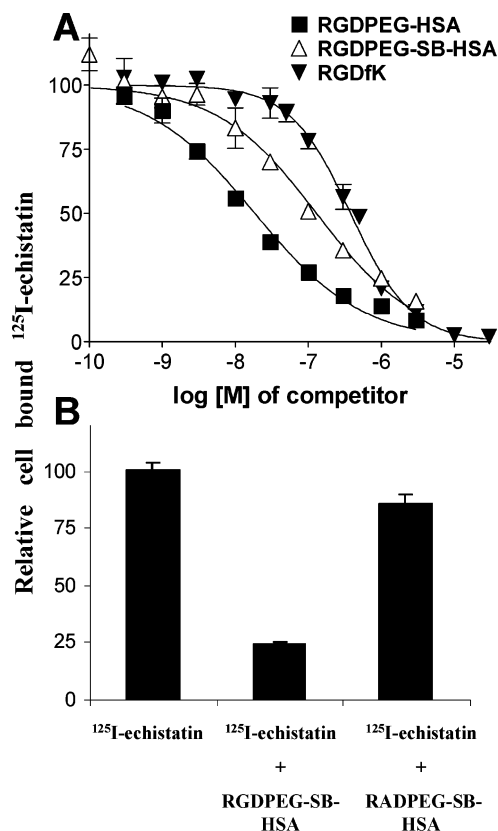 A
■ RGDPEG-HSA
△ RGDPEG-SB-HSA
▼ RGDfK
100
75
50
25
0
-10 -9 -8 -7 -6 -5
log [M] of competitor
Relative cell bound ¹²⁵I-echistatin
B
100
75
50
25
0
¹²⁵I-echistatin ¹²⁵I-echistatin ¹²⁵I-echistatin
+ +
RGDPEG-SB- RADPEG-SB-
HSA HSA